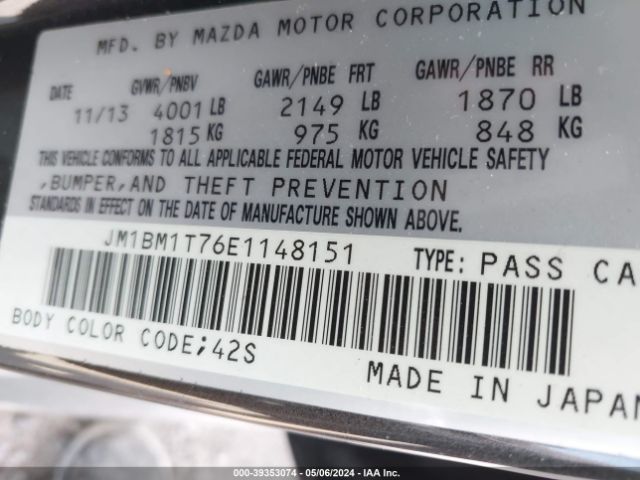 MFD. BY MAZDA MOTOR CORPORATION
DATE GVWR/PNBV GAWR/PNBE FRT GAWR/PNBE RR
11/13 4001 LB 2149 LB 1870 LB
1815 KG 975 KG 848 KG
THIS VEHICLE CONFORMS TO ALL APPLICABLE FEDERAL MOTOR VEHICLE SAFETY
,BUMPER,AND THEFT PREVENTION
STANDARDS IN EFFECT ON THE DATE OF MANUFACTURE SHOWN ABOVE.
JM1BM1T76E1148151 TYPE: PASS CA
BODY COLOR CODE;42S
MADE IN JAPAN
000-39353074 | 05/06/2024 | IAA Inc.